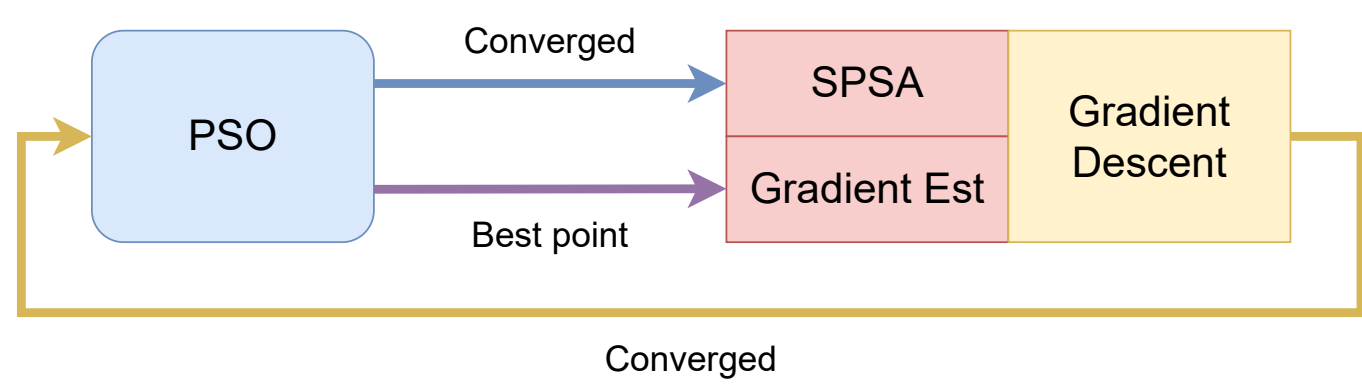 Converged
PSO
SPSA
Gradient
Descent
Gradient Est
Best point
Converged